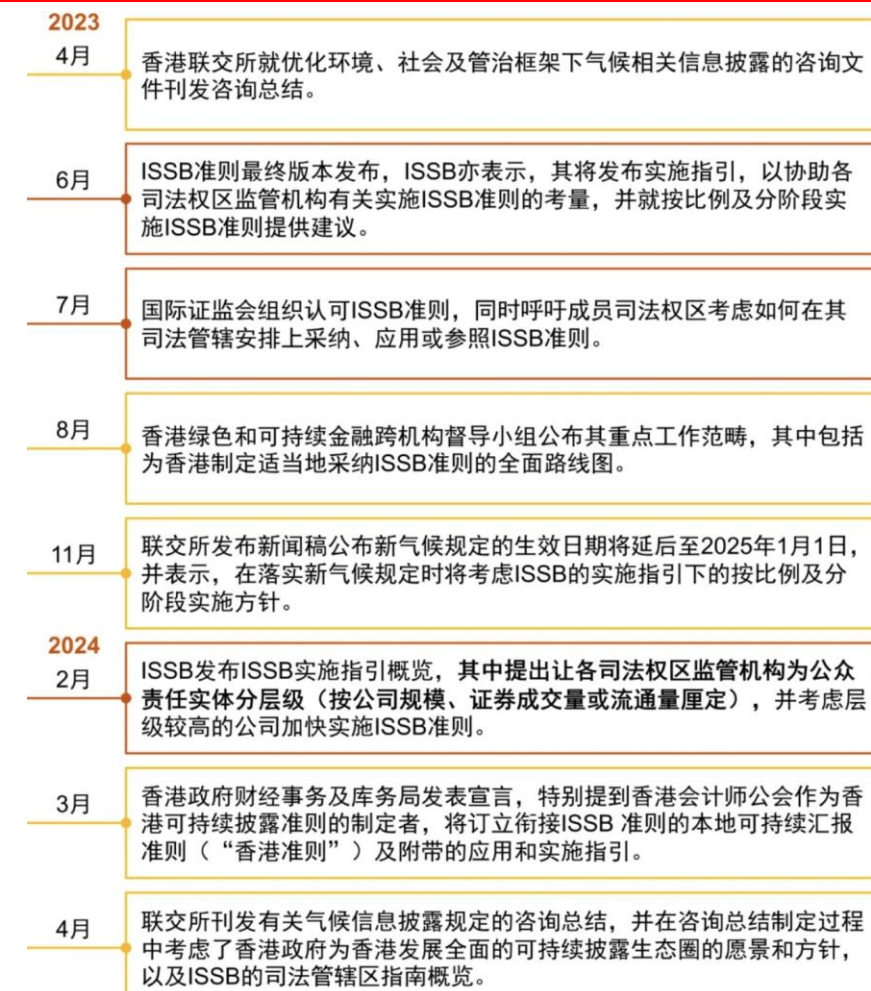 2023
4月
香港联交所就优化环境、社会及管治框架下气候相关信息披露的咨询文
件刊发咨询总结。
6月
ISSB准则最终版本发布，ISSB亦表示，其将发布实施指引，以协助各
司法权区监管机构有关实施ISSB准则的考量，并就按比例及分阶段实
施ISSB准则提供建议。
7月
国际证监会组织认可ISSB准则，同时呼吁成员司法权区考虑如何在其
司法管辖安排上采纳、应用或参照ISSB准则。
8月
香港绿色和可持续金融跨机构督导小组公布其重点工作范畴，其中包括
为香港制定适当地采纳ISSB准则的全面路线图。
11月
联交所发布新闻稿公布新气候规定的生效日期将延后至2025年1月1日，
并表示，在落实新气候规定时将考虑ISSB的实施指引下的按比例及分
阶段实施方针。
2024
2月
ISSB发布ISSB实施指引概览，其中提出让各司法权区监管机构为公众
责任实体分层级（按公司规模、证券成交量或流通量厘定），并考虑层
级较高的公司加快实施ISSB准则。
3月
香港政府财经事务及库务局发表宣言，特别提到香港会计师公会作为香
港可持续披露准则的制定者，将订立衔接ISSB 准则的本地可持续汇报
准则（“香港准则”）及附带的应用和实施指引。
4月
联交所刊发有关气候信息披露规定的咨询总结，并在咨询总结制定过程
中考虑了香港政府为香港发展全面的可持续披露生态圈的愿景和方针，
以及ISSB的司法管辖区指南概览。